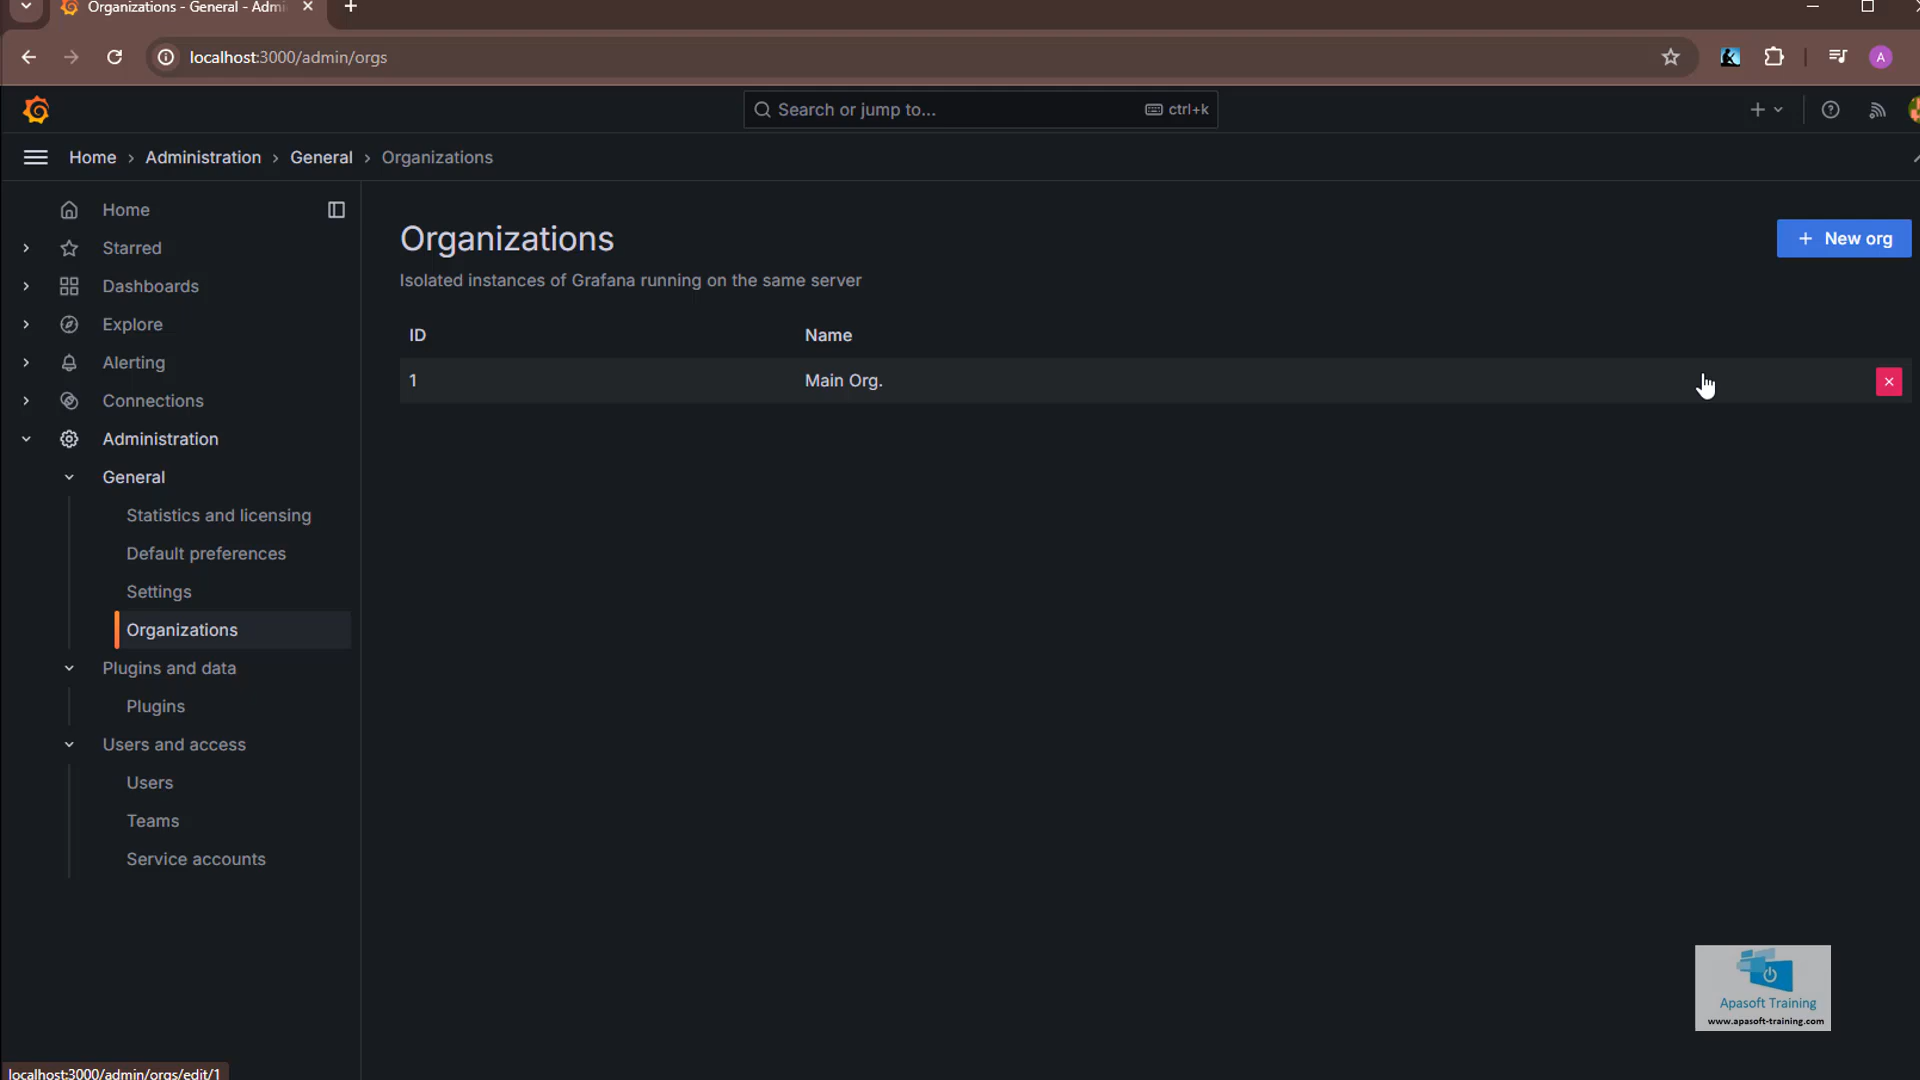 Organizations - General - Admi
localhost:3000/admin/orgs
A
Search or jump to...
ctrl+k
Home › Administration › General › Organizations
Home
Starred
Dashboards
Explore
Alerting
Connections
Administration
General
Statistics and licensing
Default preferences
Settings
Organizations
Plugins and data
Plugins
Users and access
Users
Teams
Service accounts
Organizations
+ New org
Isolated instances of Grafana running on the same server
ID Name
1 Main Org.
Apasoft Training
www.apasoft-training.com
localhost:3000/admin/orgs/edit/1